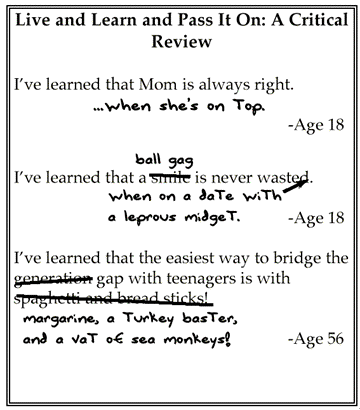 Live and Learn and Pass It On: A Critical
Review
I've learned that Mom is always right.
...when she's on Top.
-Age 18
ball gag
I've learned that a smile is never wasted.
when on a date with
a leprous midget.
-Age 18
I've learned that the easiest way to bridge the
generation gap with teenagers is with
spaghetti and bread sticks!
margarine, a Turkey baster,
and a vat of sea monkeys!
-Age 56